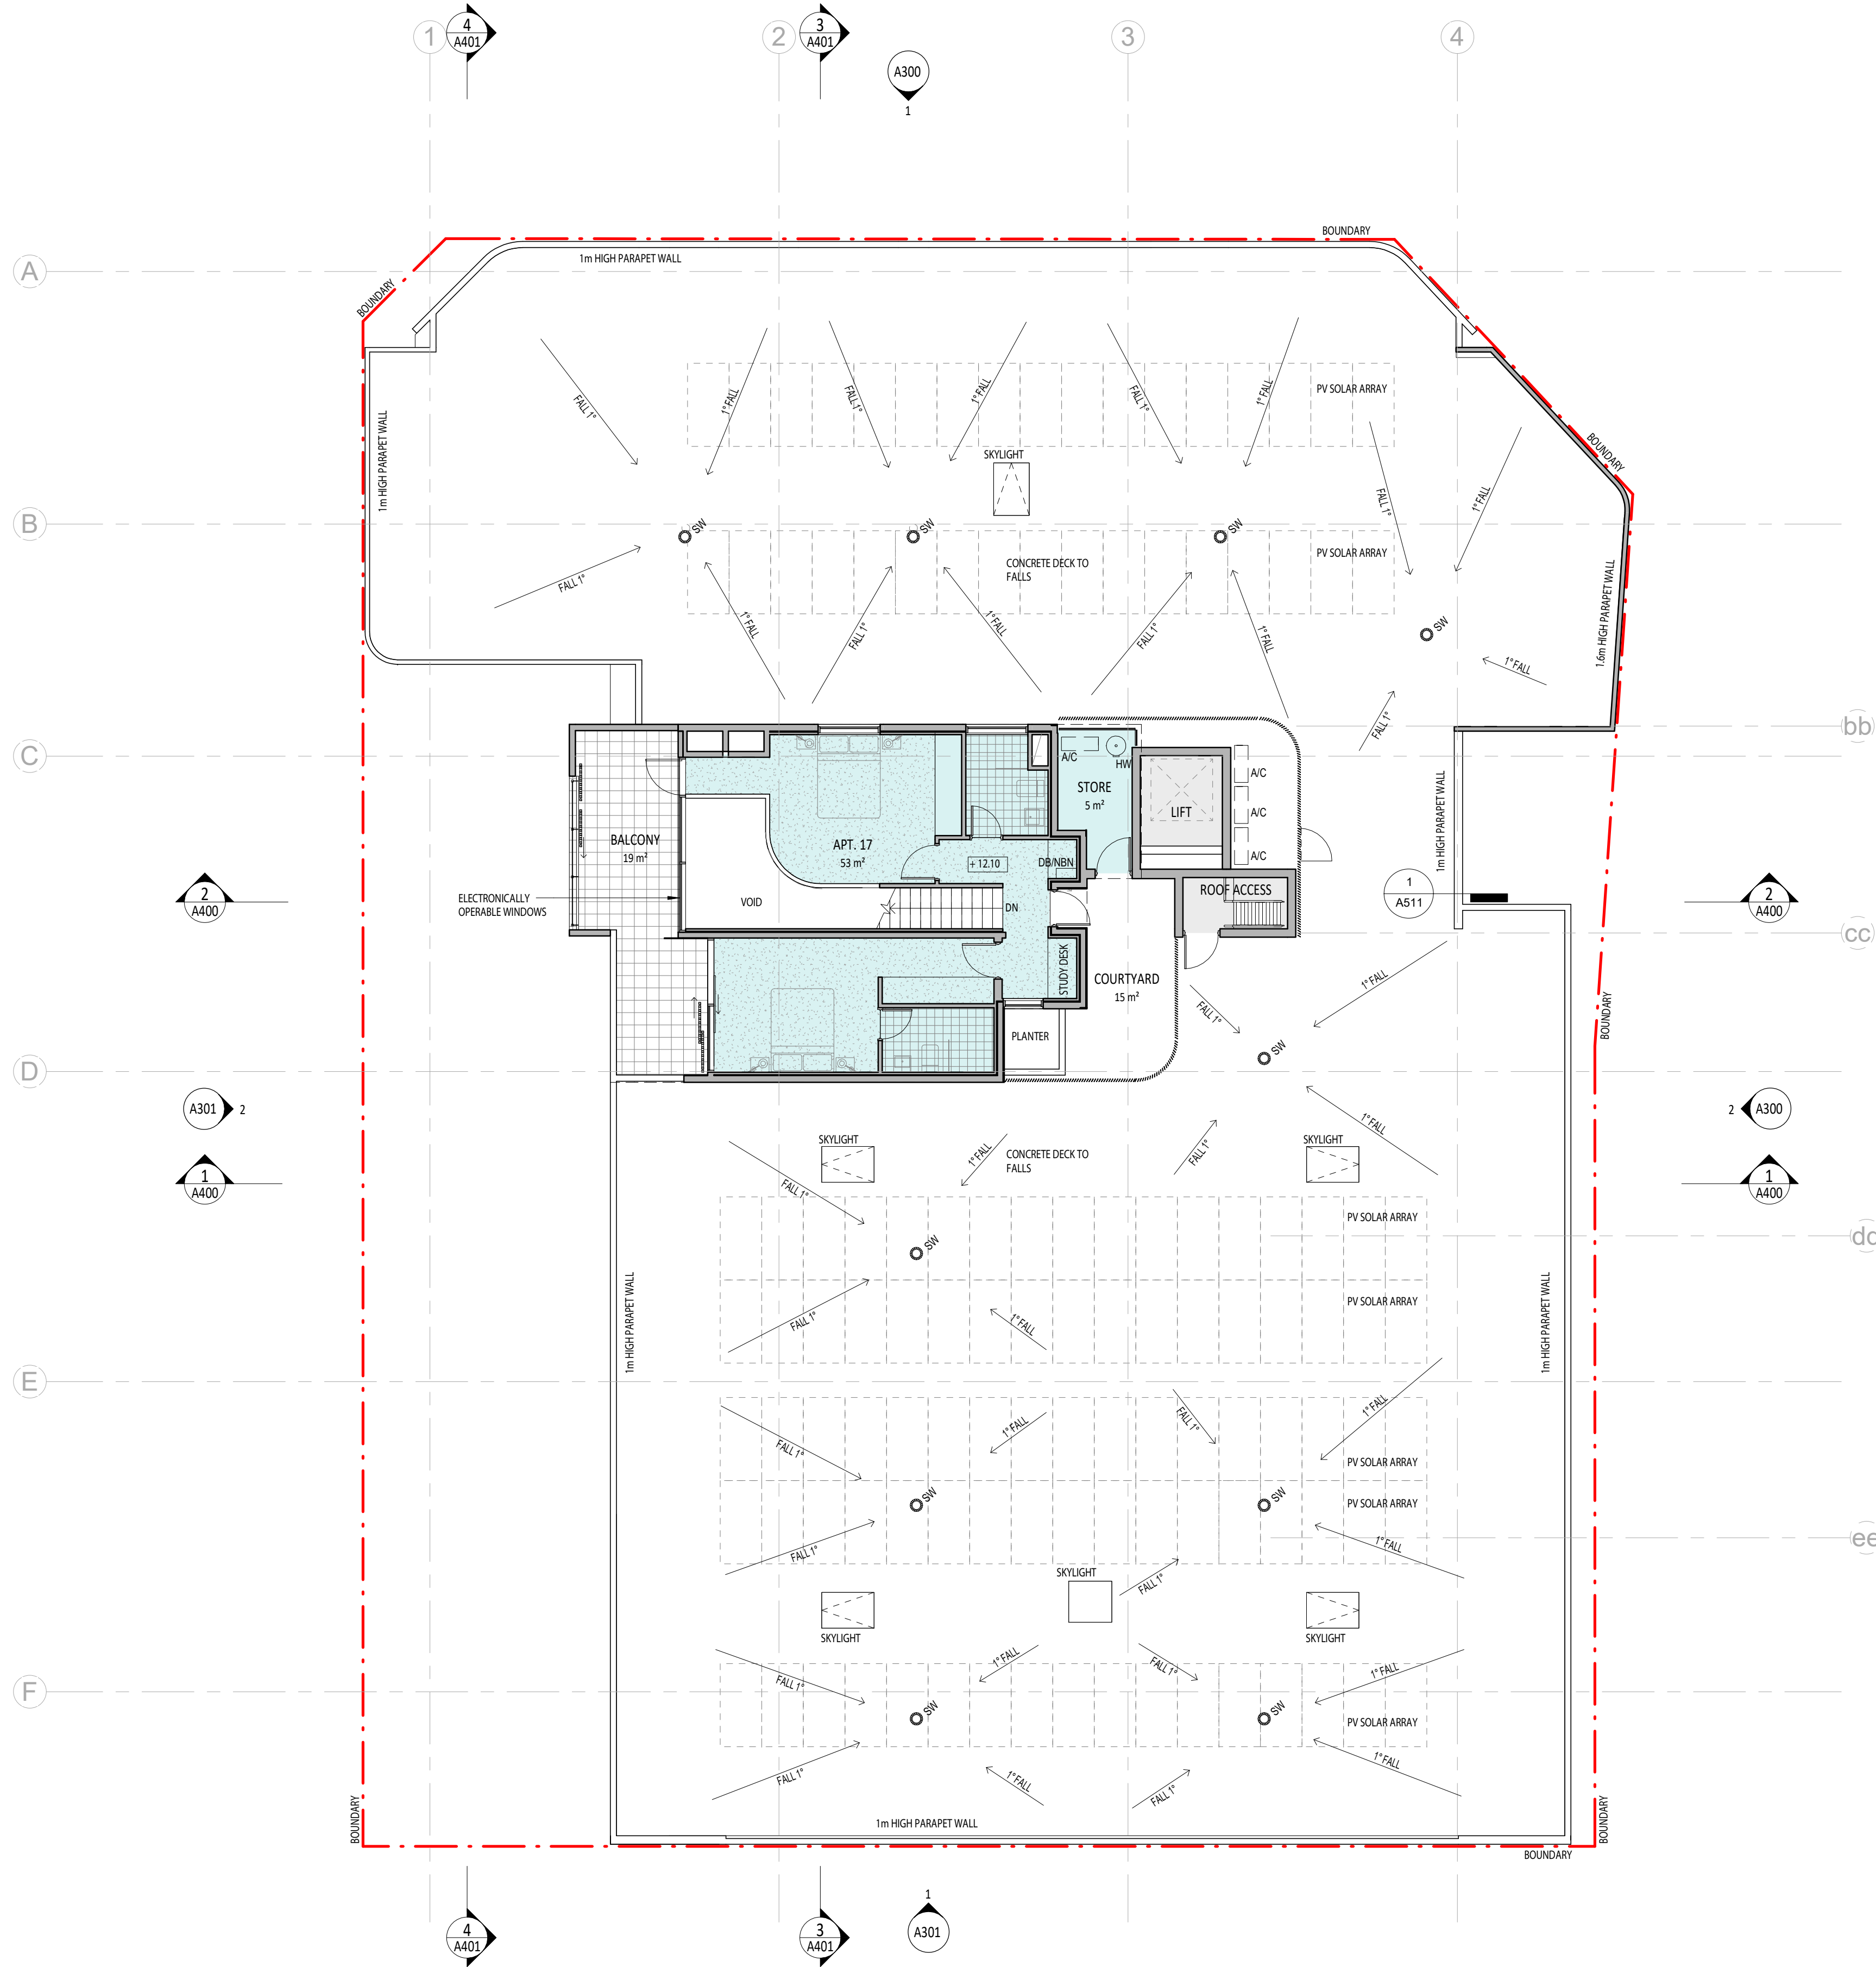 1
4
A401
2
3
A401
A300
1
3
4
BOUNDARY
A
1m HIGH PARAPET WALL
BOUNDARY
1m HIGH PARAPET WALL
FALL 1°
1° FALL
FALL 1°
1° FALL
FALL 1°
1° FALL
PV SOLAR ARRAY
SKYLIGHT
BOUNDARY
FALL 1°
1° FALL
B
SW
SW
SW
PV SOLAR ARRAY
CONCRETE DECK TO
FALLS
FALL 1°
1° FALL
FALL 1°
1° FALL
FALL 1°
1° FALL
SW
1.6m HIGH PARAPET WALL
1° FALL
FALL 1°
bb
C
A/C
HW
STORE
5 m²
LIFT
A/C
A/C
A/C
1m HIGH PARAPET WALL
BALCONY
19 m²
APT. 17
53 m²
+ 12.10
DB/NBN
ROOF ACCESS
1
A511
2
A400
ELECTRONICALLY
OPERABLE WINDOWS
VOID
DN
2
A400
cc
STUDY DESK
COURTYARD
15 m²
1° FALL
FALL 1°
BOUNDARY
PLANTER
SW
D
A301
2
2
A300
1° FALL
SKYLIGHT
1° FALL
CONCRETE DECK TO
FALLS
FALL 1°
SKYLIGHT
1
A400
1
A400
FALL 1°
PV SOLAR ARRAY
SW
dd
1m HIGH PARAPET WALL
FALL 1°
1° FALL
PV SOLAR ARRAY
1m HIGH PARAPET WALL
E
1° FALL
FALL 1°
1° FALL
FALL 1°
PV SOLAR ARRAY
SW
SW
PV SOLAR ARRAY
FALL 1°
1° FALL
ee
SKYLIGHT
FALL 1°
SKYLIGHT
SKYLIGHT
1° FALL
FALL 1°
1° FALL
FALL 1°
F
SW
SW
PV SOLAR ARRAY
FALL 1°
1° FALL
FALL 1°
1° FALL
BOUNDARY
1m HIGH PARAPET WALL
BOUNDARY
BOUNDARY
4
A401
3
A401
1
A301